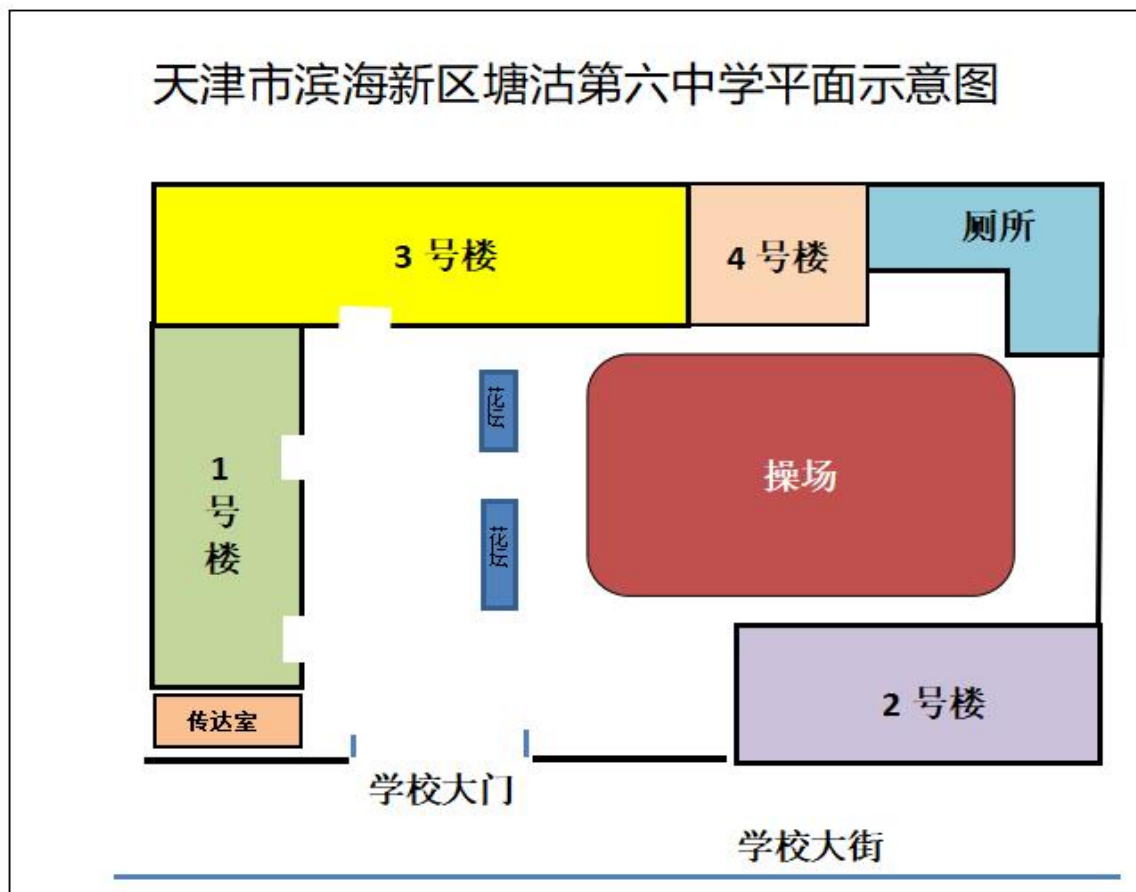 天津市滨海新区塘沽第六中学平面示意图
3 号楼
4 号楼
厕所
花坛
操场
1
号
楼
花坛
2 号楼
传达室
学校大门
学校大街